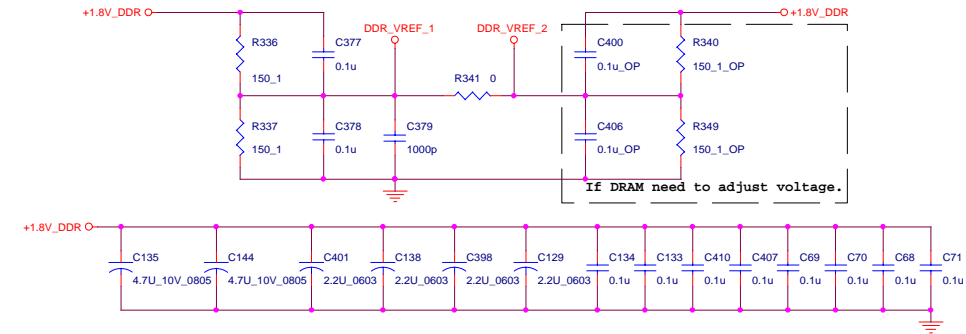 +1.8V_DDR
+1.8V_DDR
DDR_VREF_1
DDR_VREF_2
R336
150_1
C377
0.1u
C400
0.1u_OP
R340
150_1_OP
R341 0
R337
150_1
C378
0.1u
C379
1000p
C406
0.1u_OP
R349
150_1_OP
If DRAM need to adjust voltage.
+1.8V_DDR
C135
4.7U_10V_0805
C144
4.7U_10V_0805
C401
2.2U_0603
C138
2.2U_0603
C398
2.2U_0603
C129
2.2U_0603
C134
0.1u
C133
0.1u
C410
0.1u
C407
0.1u
C69
0.1u
C70
0.1u
C68
0.1u
C71
0.1u